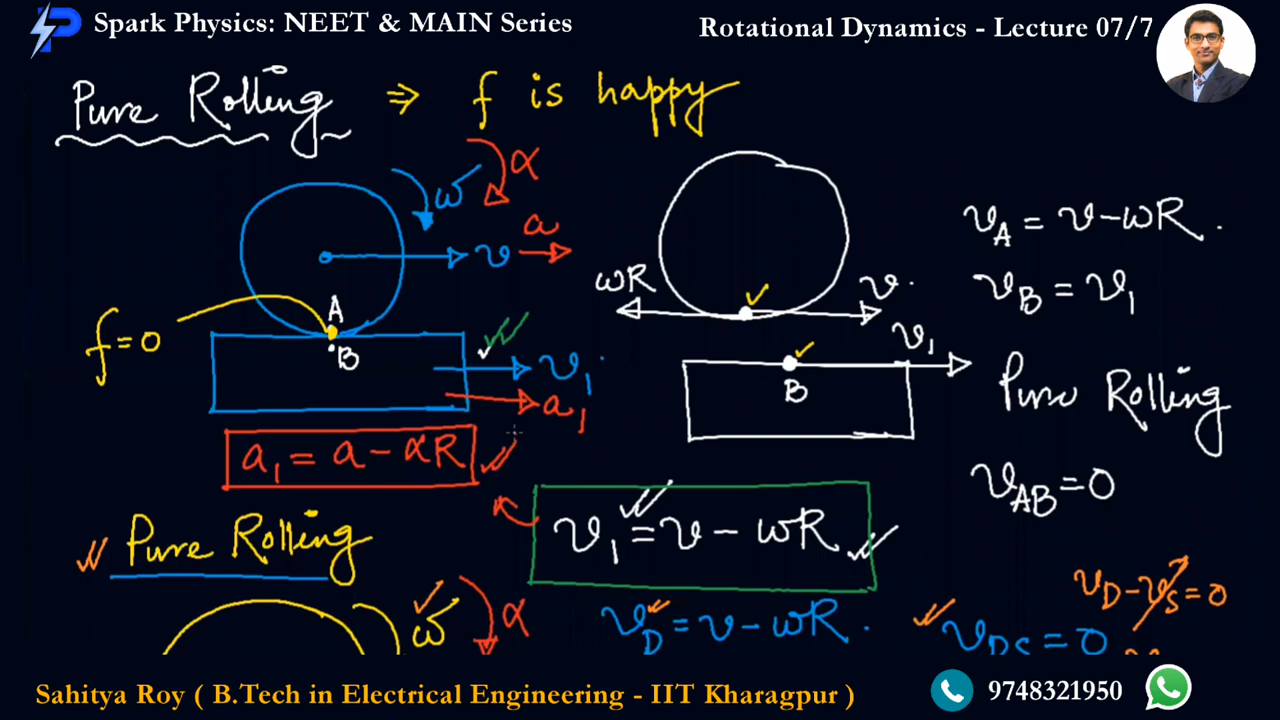 Spark Physics: NEET & MAIN Series
Rotational Dynamics - Lecture 07/7
Pure Rolling ⇒ f is happy
ω α
v a
A
B
f = 0
v₁
a₁
a₁ = a - αR
ωR v
v₁
B
v_A = v - ωR.
v_B = v₁
Pure Rolling
v_AB = 0
v₁ = v - ωR
Pure Rolling
ω α
v_D = v - ωR.
v_D - v_S = 0
v_DS = 0
Sahitya Roy ( B.Tech in Electrical Engineering - IIT Kharagpur )
9748321950